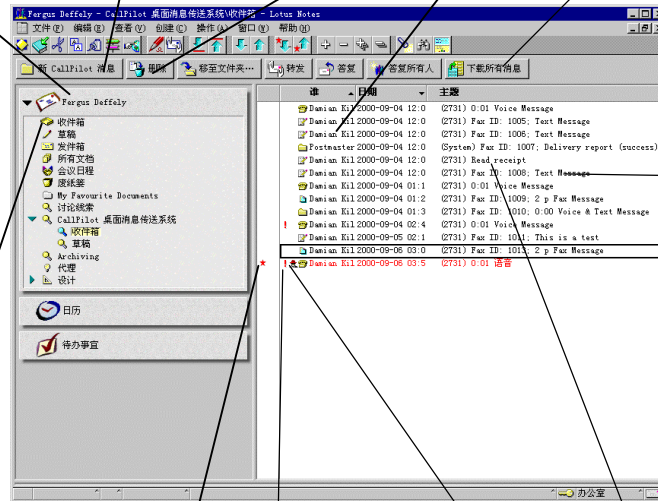 Fergus Deffely - CallPilot 桌面消息传送系统\收件箱 - Lotus Notes
文件(F) 编辑(E) 查看(V) 创建(C) 操作(A) 窗口(W) 帮助(H)
新 CallPilot 消息 删除 移至文件夹… 转发 答复 答复所有人 下载所有消息
谁 日期 主题
Fergus Deffely
收件箱
草稿
发件箱
所有文档
会议日程
废纸篓
My Favourite Documents
讨论线索
CallPilot 桌面消息传送系统
收件箱
草稿
Archiving
代理
设计
日历
待办事宜
Damian Kil 2000-09-04 12:0 (2731) 0:01 Voice Message
Damian Kil 2000-09-04 12:0 (2731) Fax ID: 1005; Text Message
Damian Kil 2000-09-04 12:0 (2731) Fax ID: 1006; Text Message
Postmaster 2000-09-04 12:0 (System) Fax ID: 1007; Delivery report (success)
Damian Kil 2000-09-04 12:0 (2731) Read receipt
Damian Kil 2000-09-04 12:0 (2731) Fax ID: 1008; Text Message
Damian Kil 2000-09-04 01:1 (2731) 0:01 Voice Message
Damian Kil 2000-09-04 01:2 (2731) Fax ID: 1009; 2 p Fax Message
Damian Kil 2000-09-04 01:3 (2731) Fax ID: 1010; 0:00 Voice & Text Message
! Damian Kil 2000-09-04 02:4 (2731) 0:01 Voice Message
Damian Kil 2000-09-05 02:1 (2731) Fax ID: 1011; This is a test
Damian Kil 2000-09-06 03:0 (2731) Fax ID: 1013; 2 p Fax Message
* ! Damian Kil 2000-09-06 03:5 (2731) 0:01 语音
办公室